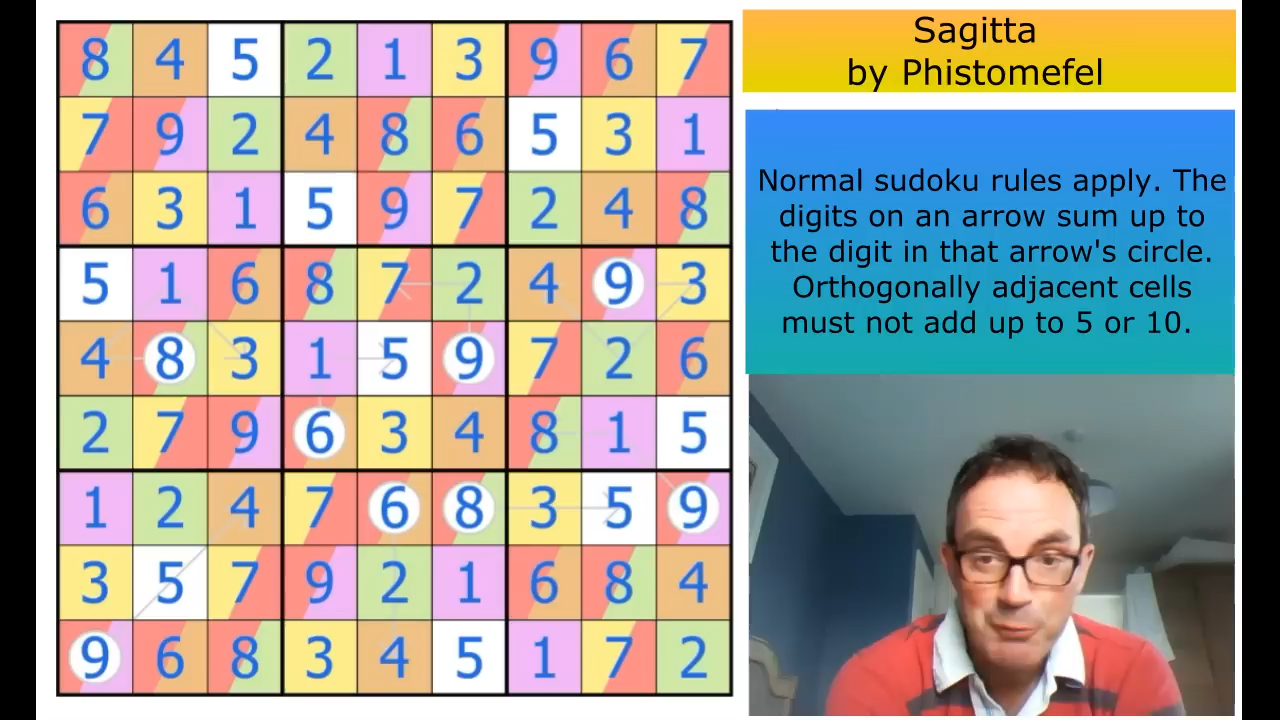 Sagitta
by Phistomefel
8 4 5 2 1 3 9 6 7
7 9 2 4 8 6 5 3 1
6 3 1 5 9 7 2 4 8
5 1 6 8 7 2 4 9 3
4 8 3 1 5 9 7 2 6
2 7 9 6 3 4 8 1 5
1 2 4 7 6 8 3 5 9
3 5 7 9 2 1 6 8 4
9 6 8 3 4 5 1 7 2
Normal sudoku rules apply. The
digits on an arrow sum up to
the digit in that arrow's circle.
Orthogonally adjacent cells
must not add up to 5 or 10.